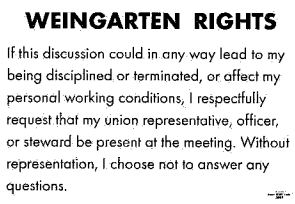 WEINGARTEN RIGHTS
If this discussion could in any way lead to my
being disciplined or terminated, or affect my
personal working conditions, I respectfully
request that my union representative, officer,
or steward be present at the meeting. Without
representation, I choose not to answer any
questions.